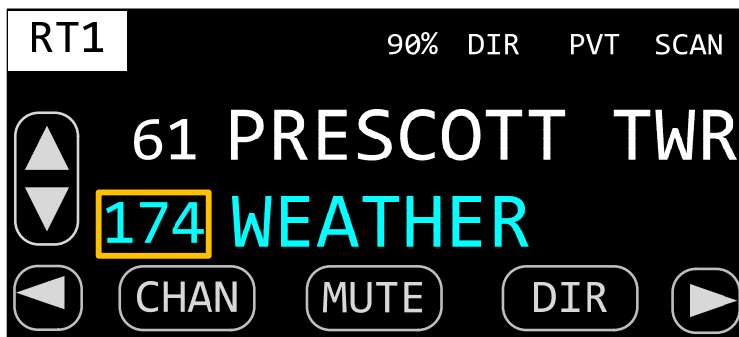 RT1 90% DIR PVT SCAN
61 PRESCOTT TWR
174 WEATHER
CHAN MUTE DIR